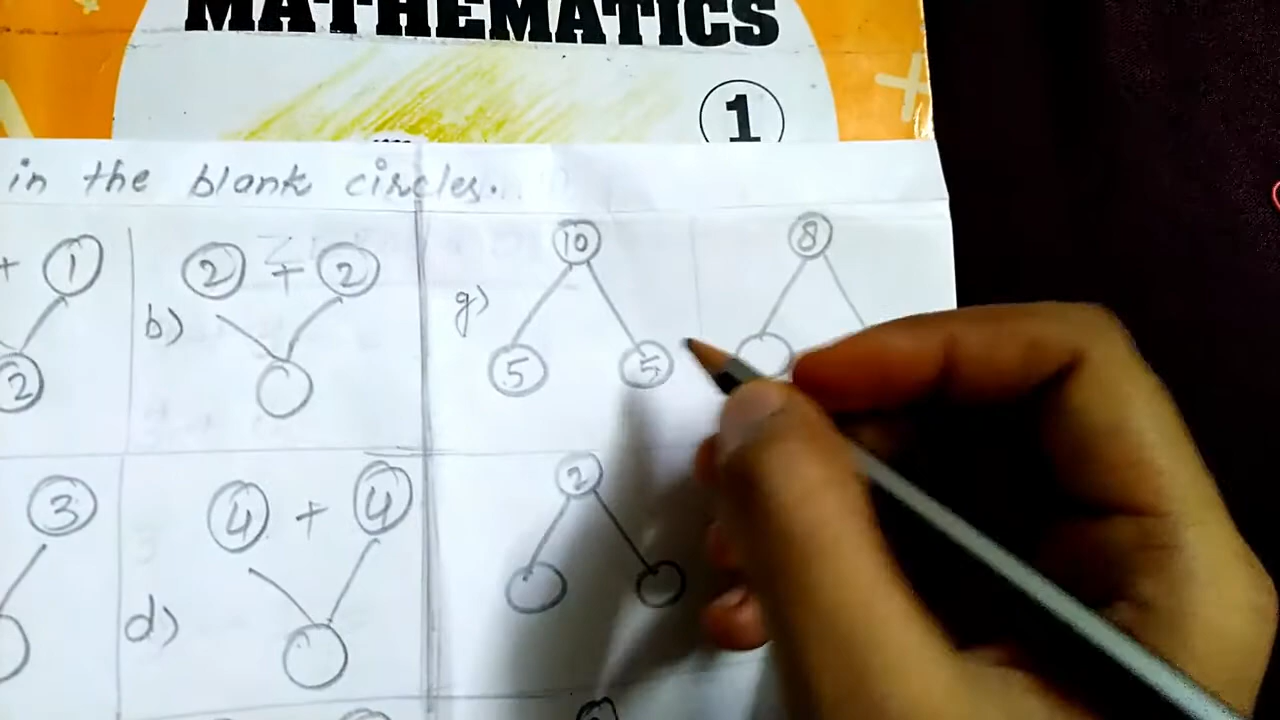 MATHEMATICS
1
in the blank circles.
+ 1
2
b) 2 + 2
g) 10
5 5
8
3
d) 4 + 4
2